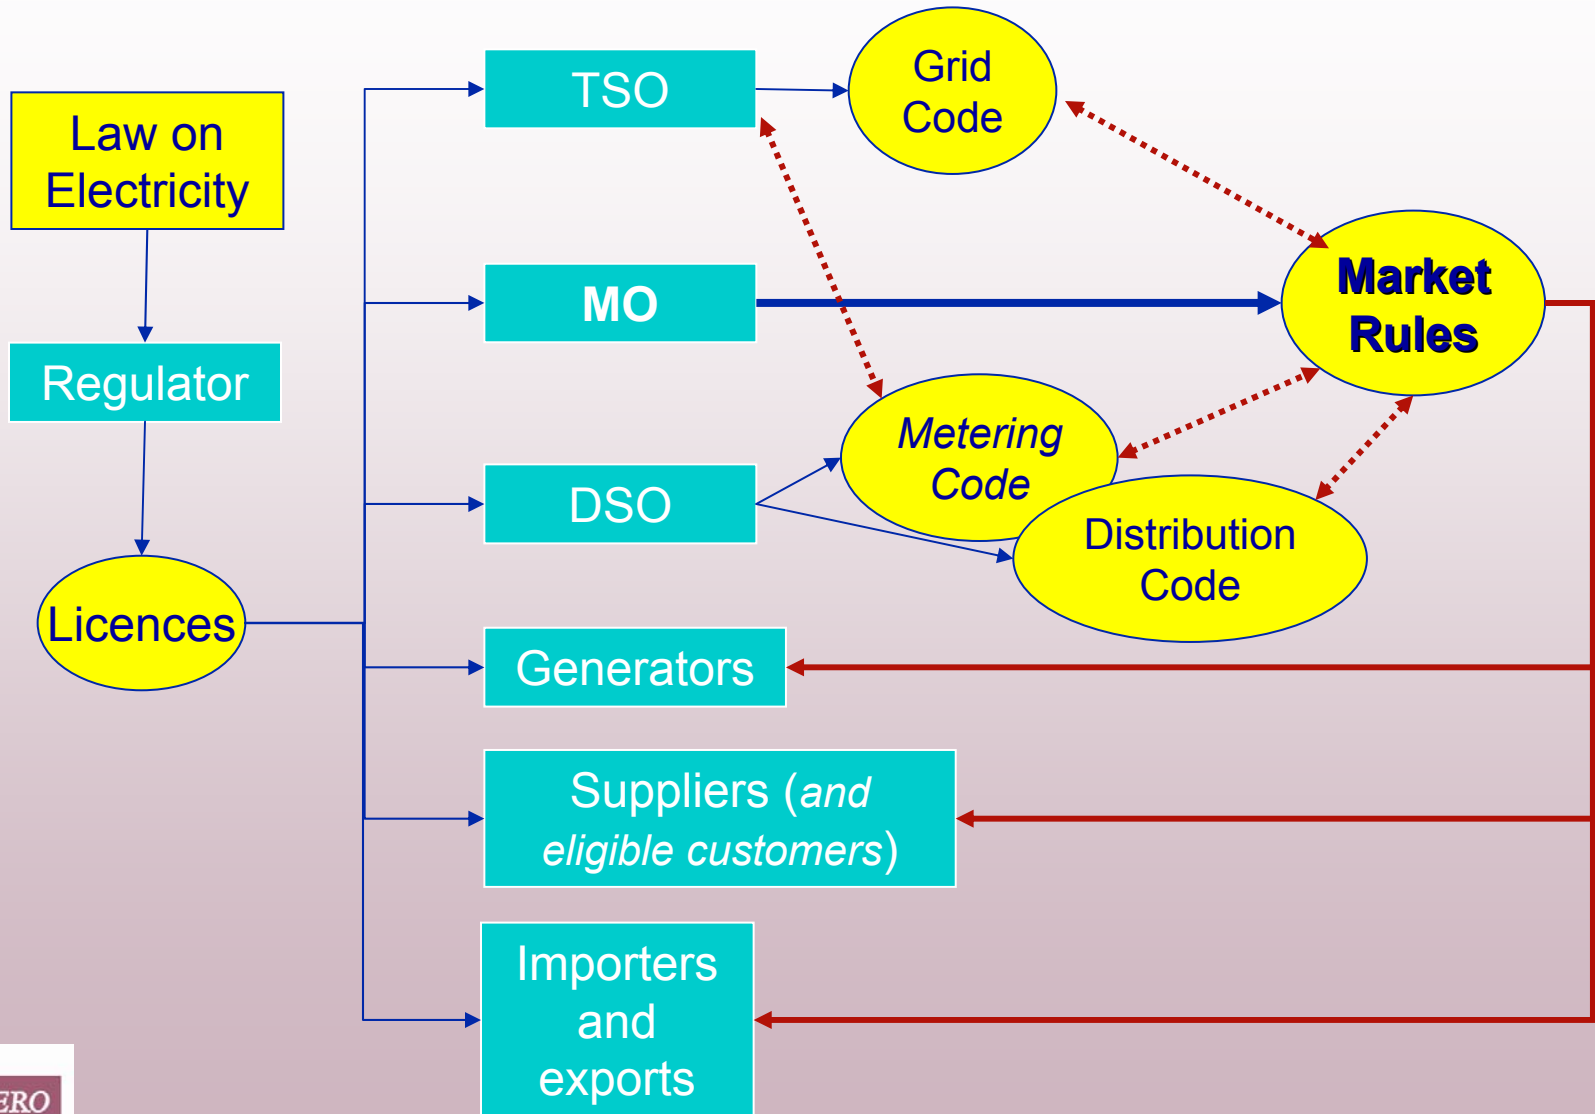 Law on
Electricity
Regulator
Licences
TSO
MO
DSO
Generators
Suppliers (and
eligible customers)
Importers
and
exports
Grid
Code
Metering
Code
Distribution
Code
Market
Rules
ERO